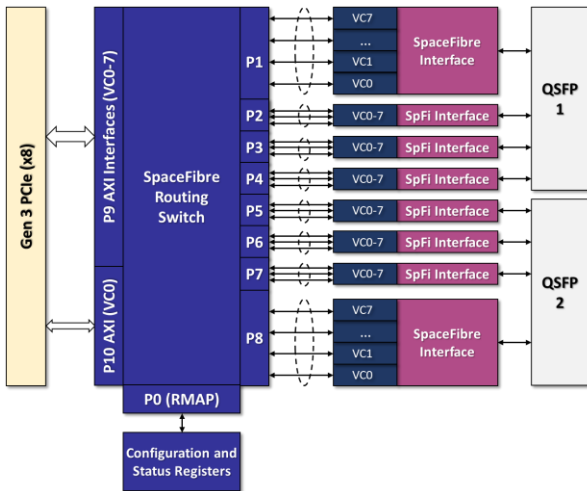 Gen 3 PCIe (x8)
P9 AXI Interfaces (VC0-7)
P10 AXI (VC0)
SpaceFibre
Routing
Switch
P1
P2
P3
P4
P5
P6
P7
P8
P0 (RMAP)
Configuration and
Status Registers
VC7
...
VC1
VC0
SpaceFibre
Interface
VC0-7 SpFi Interface
VC0-7 SpFi Interface
VC0-7 SpFi Interface
VC0-7 SpFi Interface
VC0-7 SpFi Interface
VC0-7 SpFi Interface
VC7
...
VC1
VC0
SpaceFibre
Interface
QSFP
1
QSFP
2